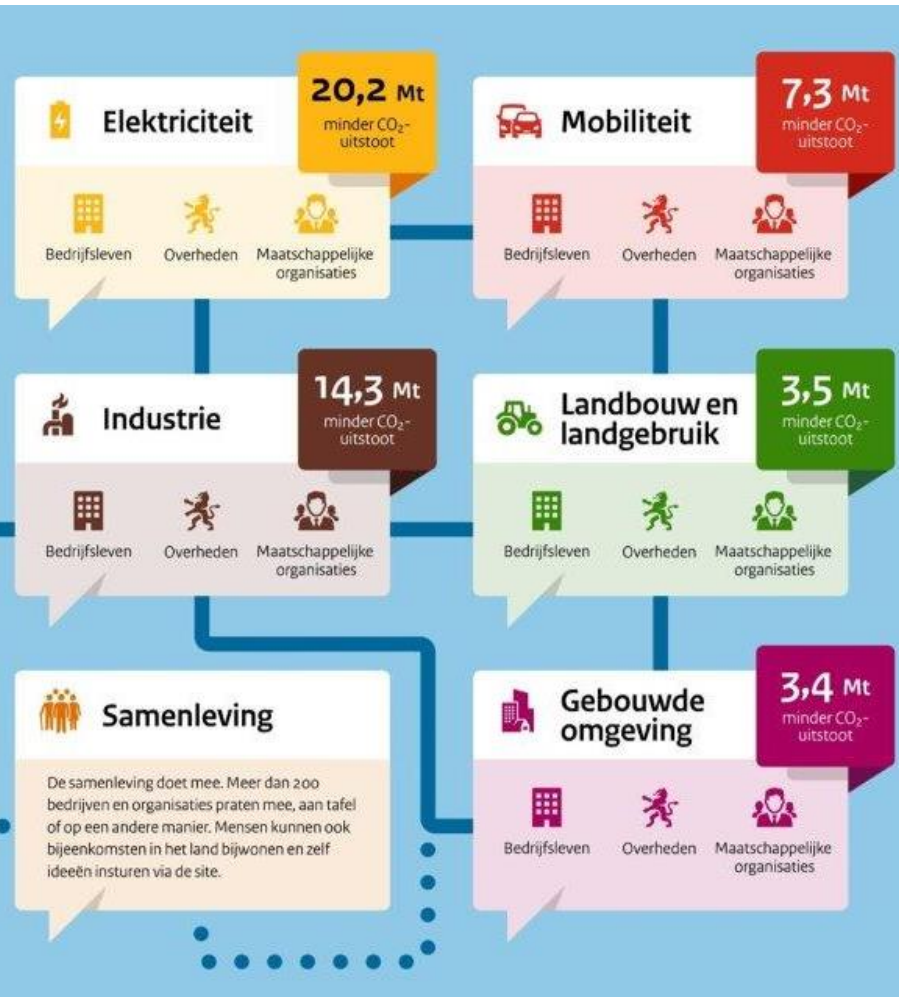 Elektriciteit
20,2 Mt
minder CO₂-
uitstoot
Bedrijfsleven
Overheden
Maatschappelijke
organisaties
Mobiliteit
7,3 Mt
minder CO₂-
uitstoot
Bedrijfsleven
Overheden
Maatschappelijke
organisaties
Industrie
14,3 Mt
minder CO₂-
uitstoot
Bedrijfsleven
Overheden
Maatschappelijke
organisaties
Landbouw en
landgebruik
3,5 Mt
minder CO₂-
uitstoot
Bedrijfsleven
Overheden
Maatschappelijke
organisaties
Samenleving
De samenleving doet mee. Meer dan 200
bedrijven en organisaties praten mee, aan tafel
of op een andere manier. Mensen kunnen ook
bijeenkomsten in het land bijwonen en zelf
ideeën insturen via de site.
Gebouwde
omgeving
3,4 Mt
minder CO₂-
uitstoot
Bedrijfsleven
Overheden
Maatschappelijke
organisaties